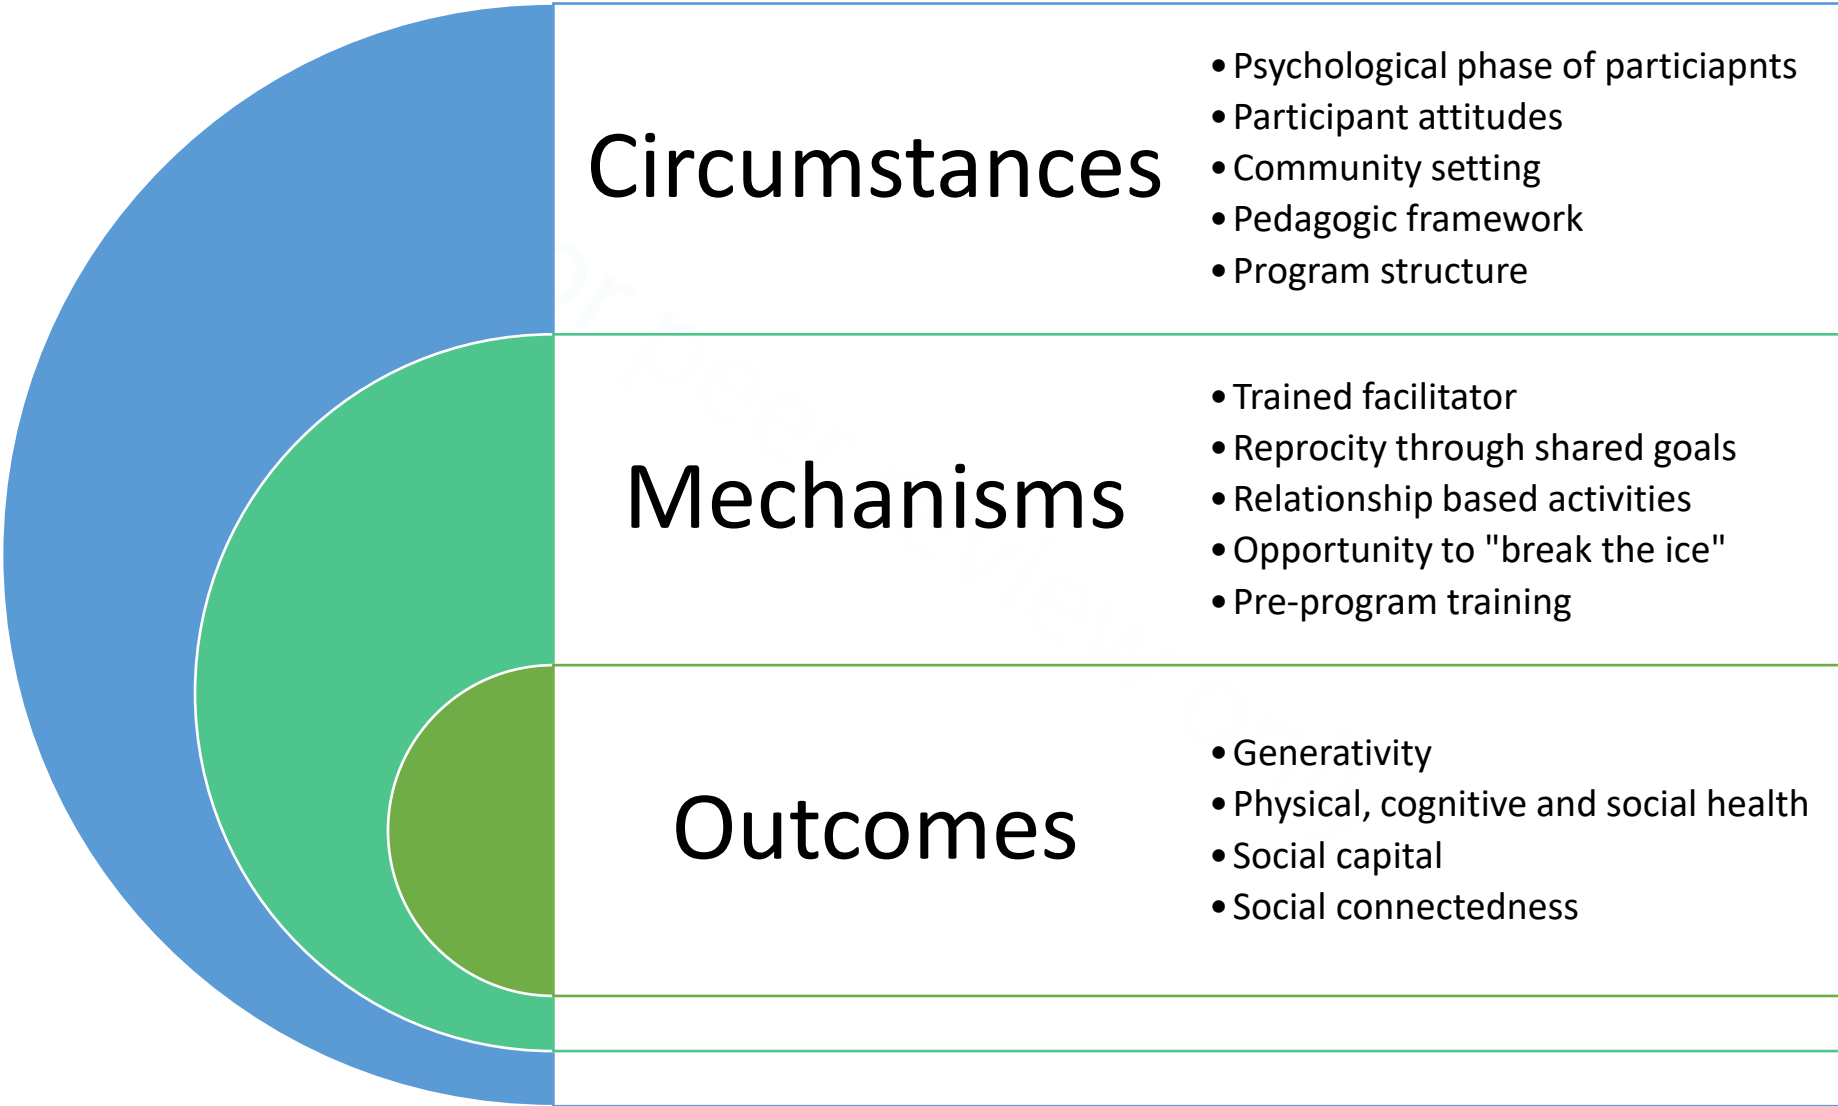 Circumstances
• Psychological phase of particiapnts
• Participant attitudes
• Community setting
• Pedagogic framework
• Program structure
Mechanisms
• Trained facilitator
• Reprocity through shared goals
• Relationship based activities
• Opportunity to "break the ice"
• Pre-program training
Outcomes
• Generativity
• Physical, cognitive and social health
• Social capital
• Social connectedness